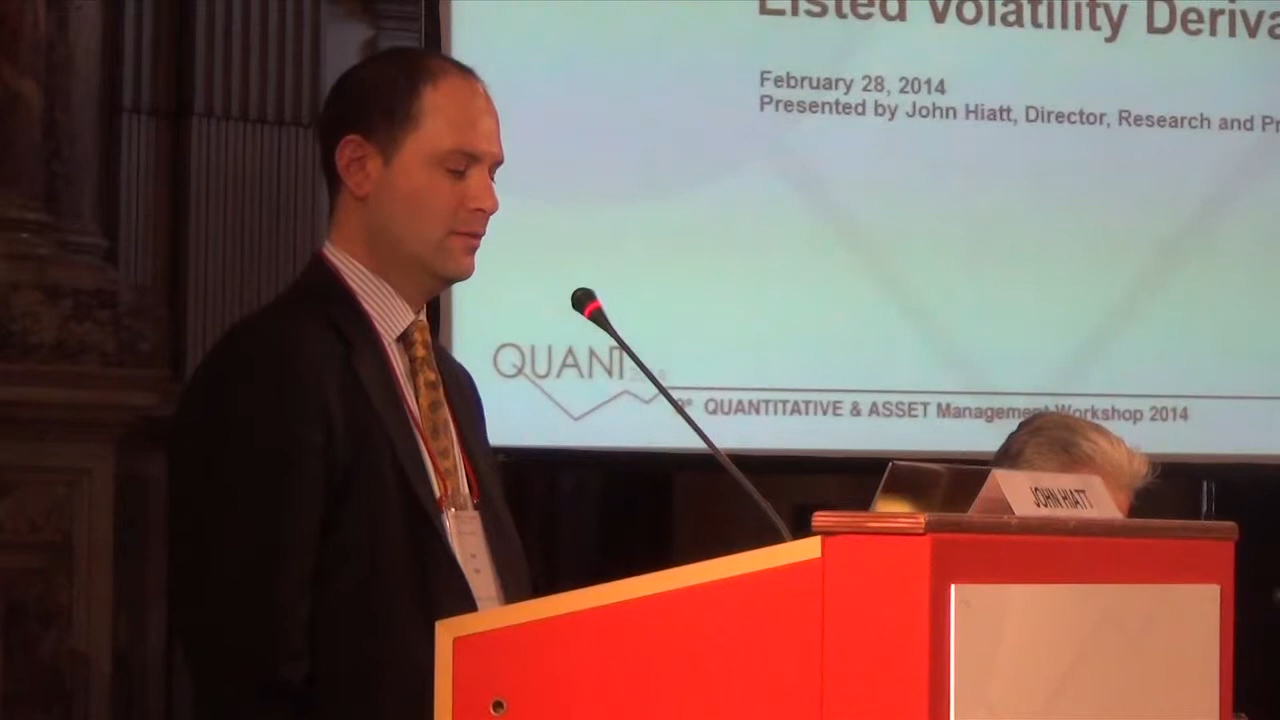 Listed Volatility Deriva
February 28, 2014
Presented by John Hiatt, Director, Research and Pr
QUANT
QUANTITATIVE & ASSET Management Workshop 2014
JOHN HIATT